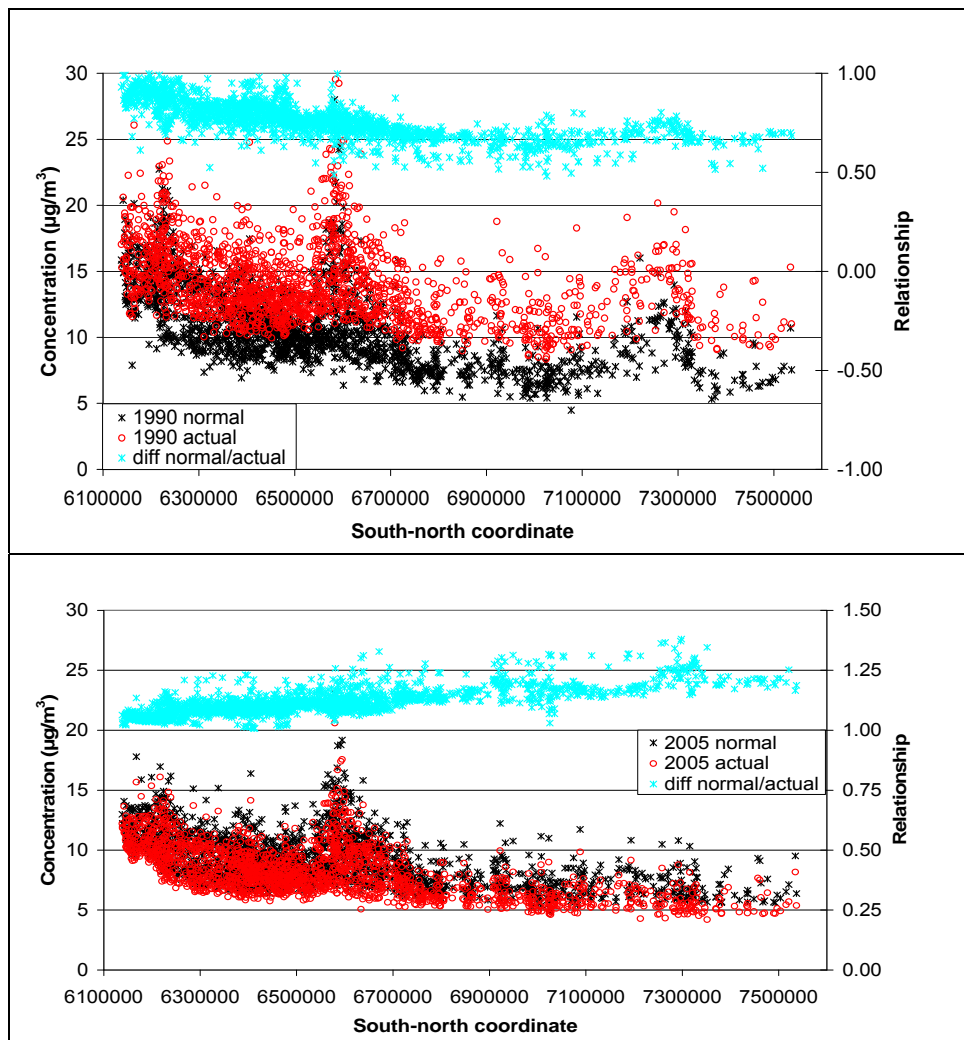 30
25
20
15
10
5
0
Concentration (µg/m³)
1.00
0.50
0.00
-0.50
-1.00
Relationship
1990 normal
1990 actual
diff normal/actual
6100000 6300000 6500000 6700000 6900000 7100000 7300000 7500000
South-north coordinate
30
25
20
15
10
5
0
Concentration (µg/m³)
1.50
1.25
1.00
0.75
0.50
0.25
0.00
Relationship
2005 normal
2005 actual
diff normal/actual
6100000 6300000 6500000 6700000 6900000 7100000 7300000 7500000
South-north coordinate